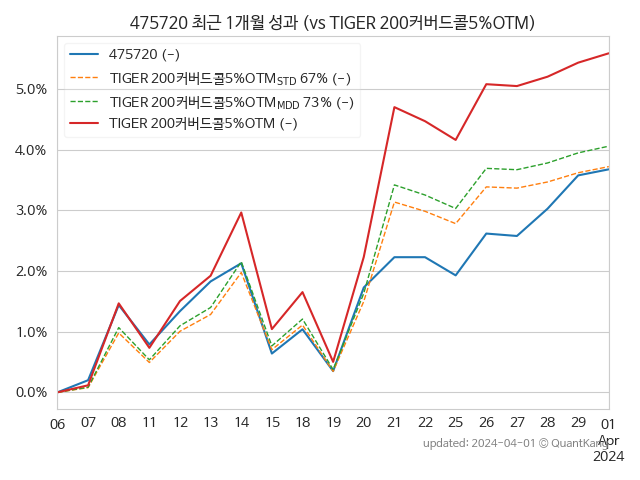 475720 최근 1개월 성과 (vs TIGER 200커버드콜5%OTM)
475720 (-)
TIGER 200커버드콜5%OTM STD 67% (-)
TIGER 200커버드콜5%OTM MDD 73% (-)
TIGER 200커버드콜5%OTM (-)
5.0%
4.0%
3.0%
2.0%
1.0%
0.0%
06 07 08 11 12 13 14 15 18 19 20 21 22 25 26 27 28 29 01
Apr
2024
updated: 2024-04-01 © QuantKang